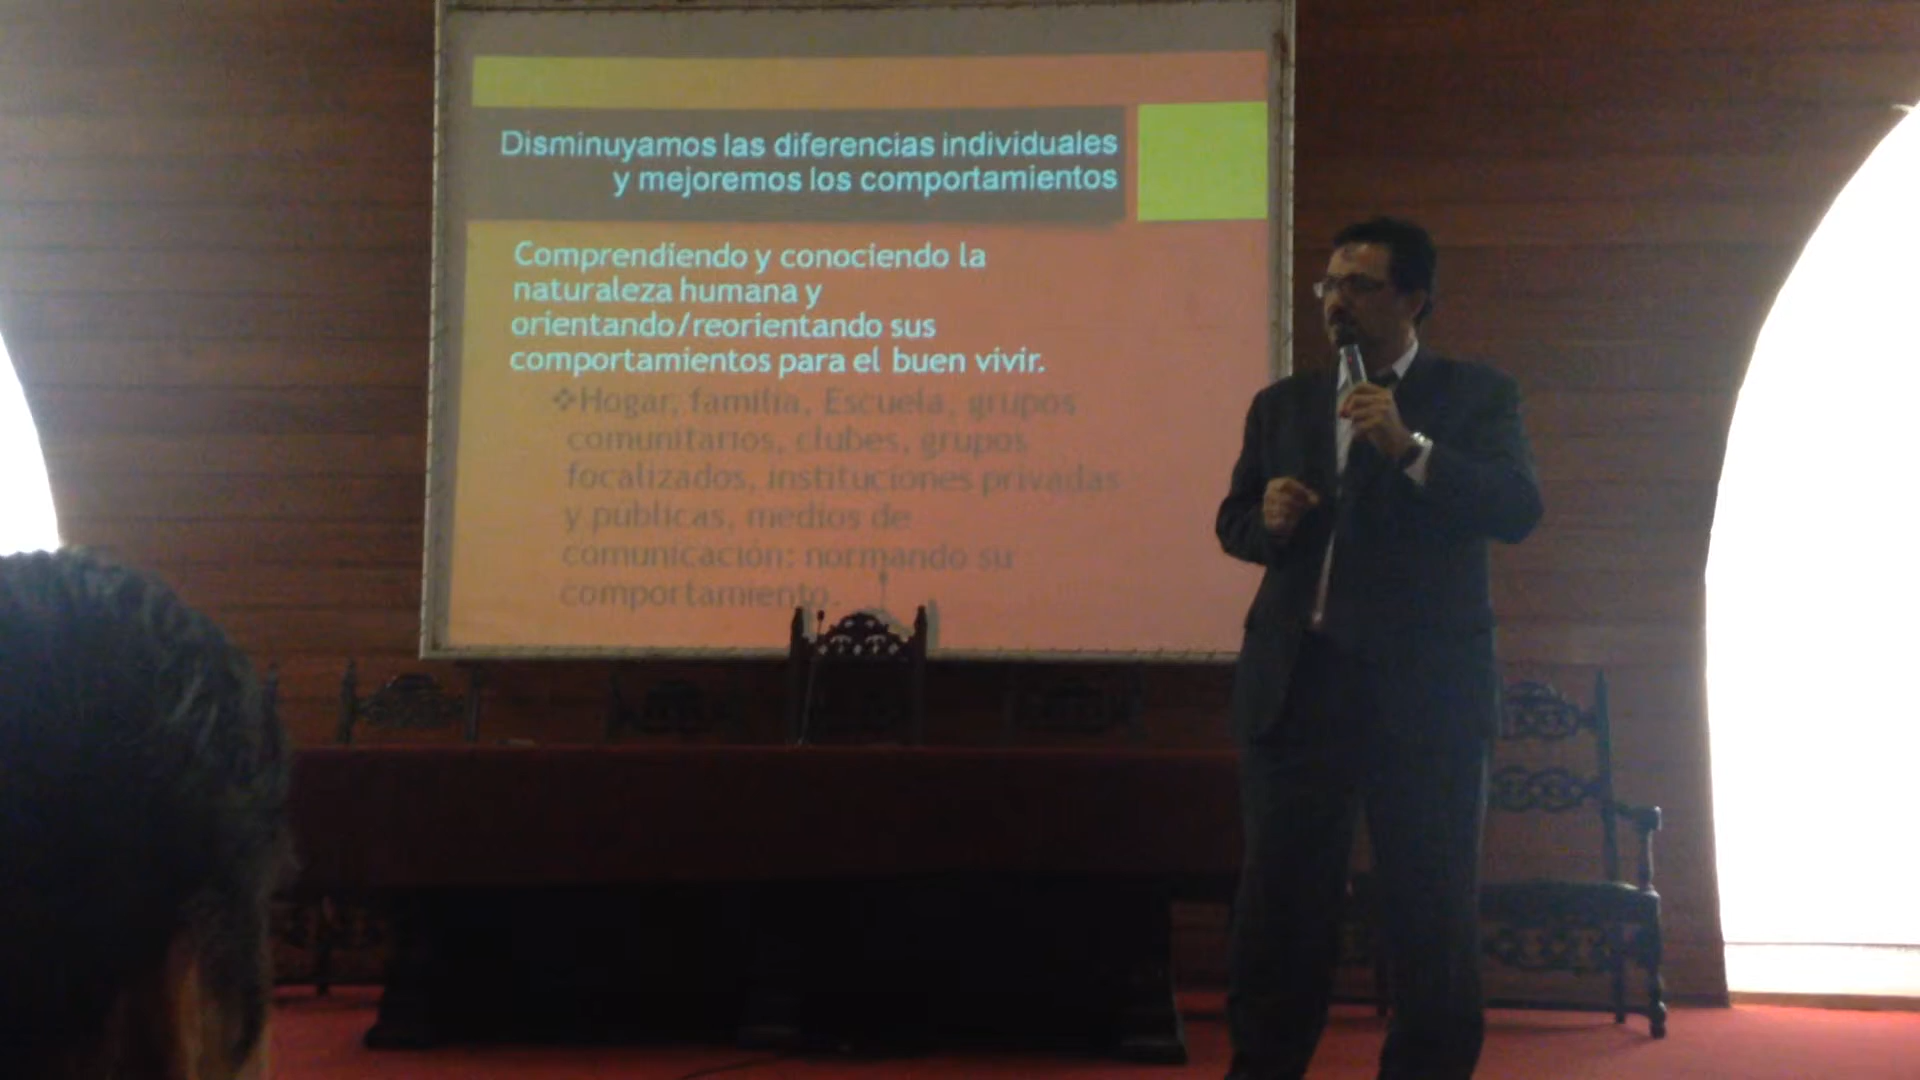 Disminuyamos las diferencias individuales
y mejoremos los comportamientos
Comprendiendo y conociendo la
naturaleza humana y
orientando/reorientando sus
comportamientos para el buen vivir.
❖Hogar, familia, Escuela, grupos
comunitarios, clubes, grupos
focalizados, instituciones privadas
y públicas, medios de
comunicación: normando su
comportamiento.